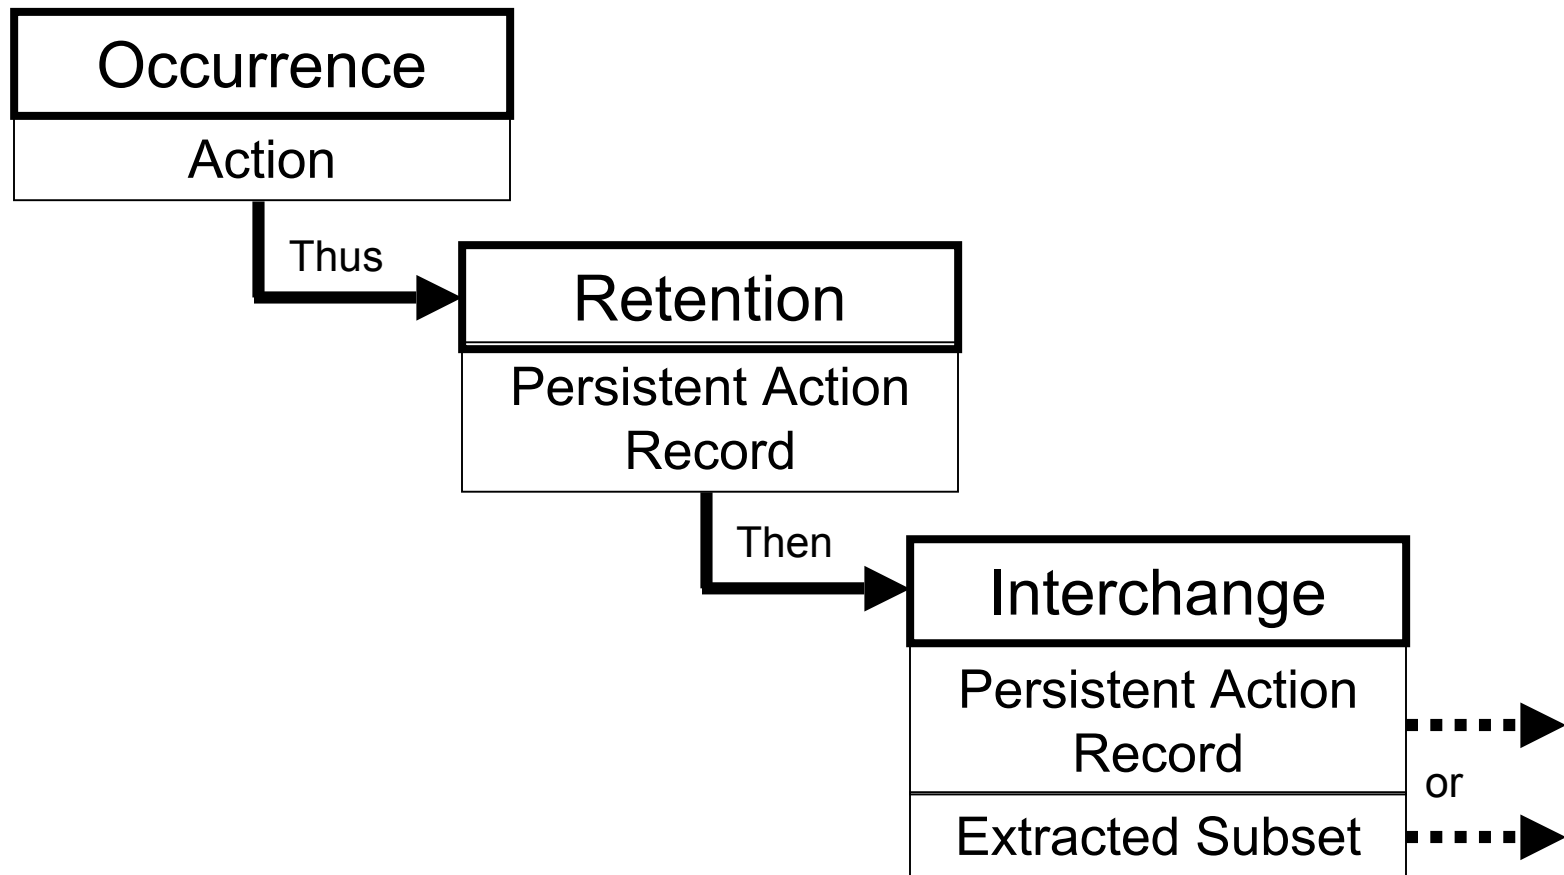 Occurrence
Action
Thus
Retention
Persistent Action
Record
Then
Interchange
Persistent Action
Record
or
Extracted Subset